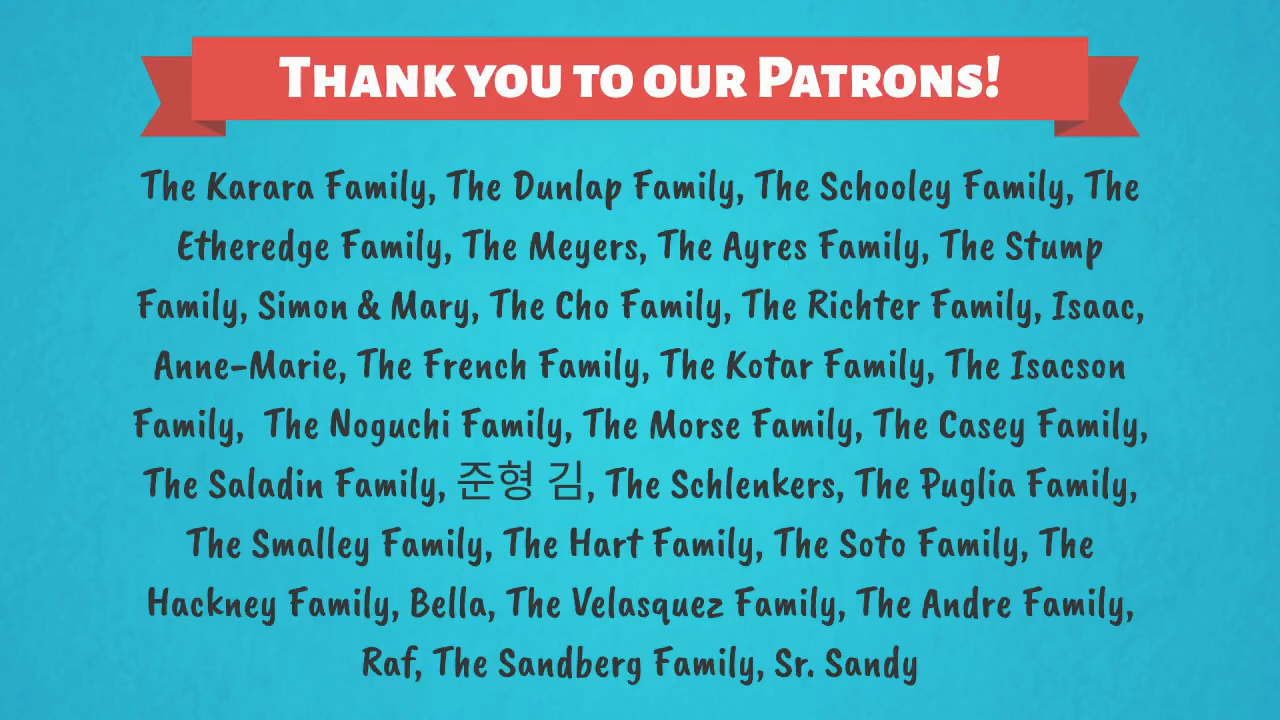 Thank you to our Patrons!
The Karara Family, The Dunlap Family, The Schooley Family, The
Etheredge Family, The Meyers, The Ayres Family, The Stump
Family, Simon & Mary, The Cho Family, The Richter Family, Isaac,
Anne-Marie, The French Family, The Kotar Family, The Isacson
Family, The Noguchi Family, The Morse Family, The Casey Family,
The Saladin Family, 준형 김, The Schlenkers, The Puglia Family,
The Smalley Family, The Hart Family, The Soto Family, The
Hackney Family, Bella, The Velasquez Family, The Andre Family,
Raf, The Sandberg Family, Sr. Sandy